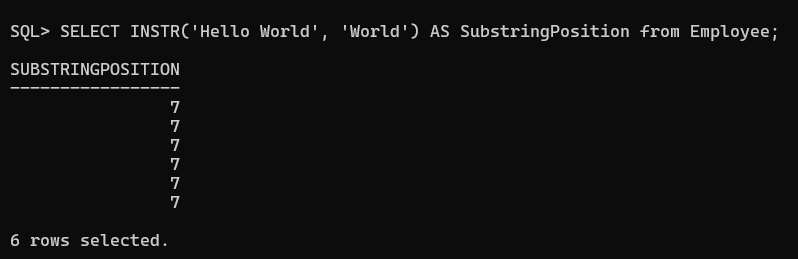 SQL> SELECT INSTR('Hello World', 'World') AS SubstringPosition from Employee;
SUBSTRINGPOSITION
-----------------
7
7
7
7
7
7
6 rows selected.